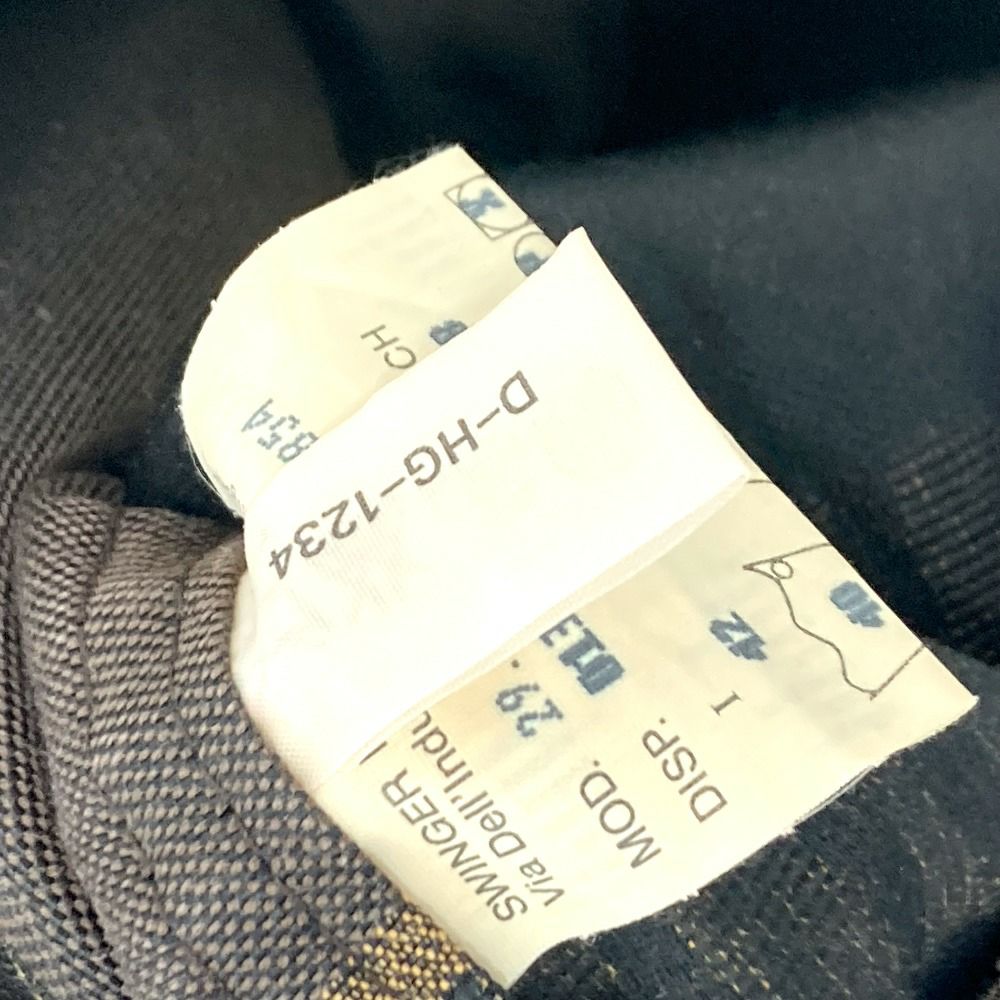 D-HG-1234
CH
SWINGER
Via Dell'Indu
MOD.
29.
DISP.
I 42
40